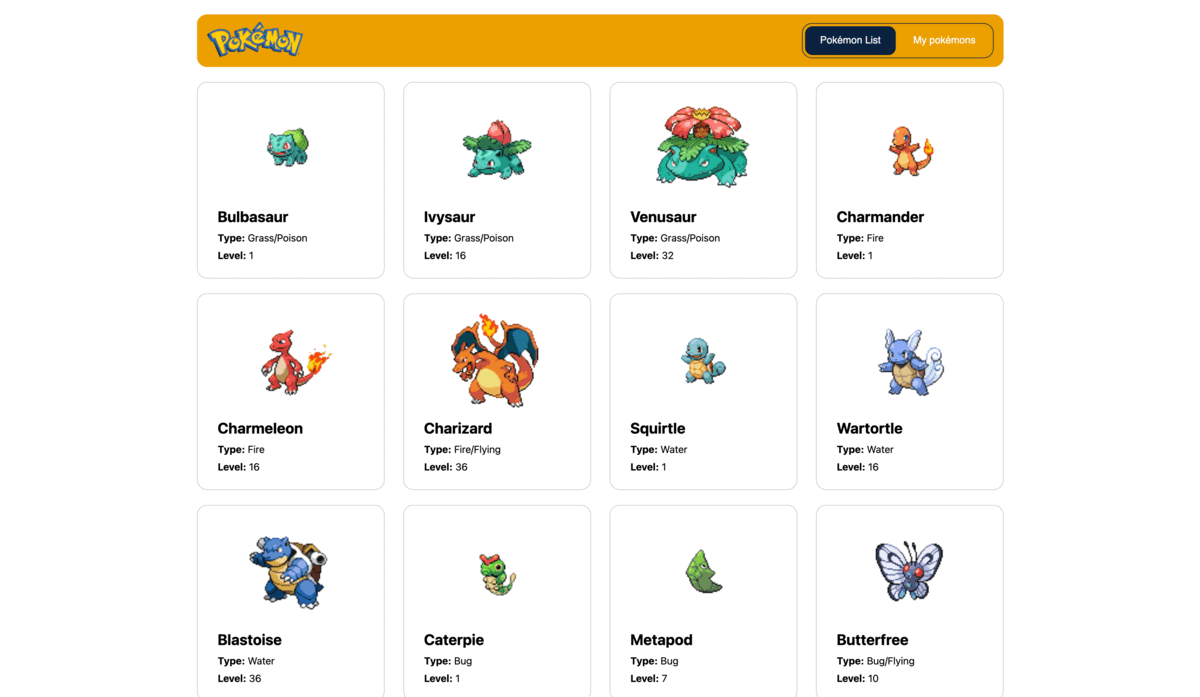 POKéMON
Pokémon List
My pokémons
Bulbasaur
Type: Grass/Poison
Level: 1
Ivysaur
Type: Grass/Poison
Level: 16
Venusaur
Type: Grass/Poison
Level: 32
Charmander
Type: Fire
Level: 1
Charmeleon
Type: Fire
Level: 16
Charizard
Type: Fire/Flying
Level: 36
Squirtle
Type: Water
Level: 1
Wartortle
Type: Water
Level: 16
Blastoise
Type: Water
Level: 36
Caterpie
Type: Bug
Level: 1
Metapod
Type: Bug
Level: 7
Butterfree
Type: Bug/Flying
Level: 10